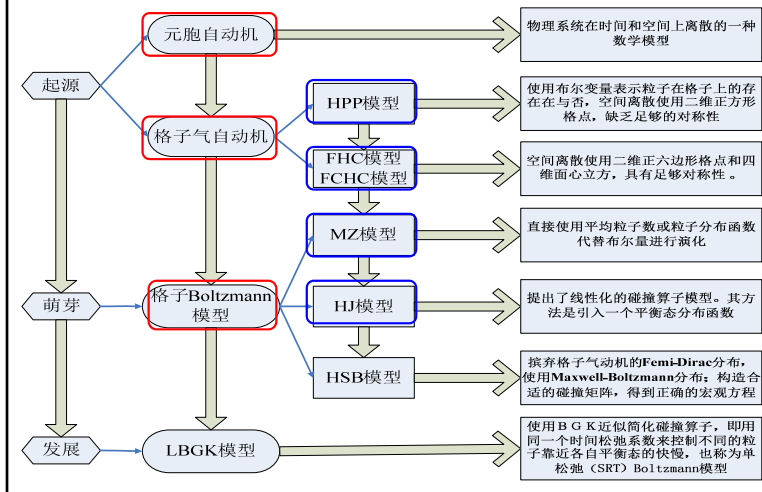 元胞自动机
物理系统在时间和空间上离散的一种
数学模型
起源
格子气自动机
HPP模型
使用布尔变量表示粒子在格子上的存
在在与否，空间离散使用二维正方形
格点，缺乏足够的对称性
FHC模型
FCHC模型
空间离散使用二维正六边形格点和四
维面心立方，具有足够对称性 。
MZ模型
直接使用平均粒子数或粒子分布函数
代替布尔量进行演化
萌芽
格子Boltzmann
模型
HJ模型
提出了线性化的碰撞算子模型。其方
法是引入一个平衡态分布函数
HSB模型
摈弃格子气动机的Femi-Dirac分布，
使用Maxwell-Boltzmann分布；构造合
适的碰撞矩阵，得到正确的宏观方程
发展
LBGK模型
使用ＢＧＫ近似简化碰撞算子，即用
同一个时间松弛系数来控制不同的粒
子靠近各自平衡态的快慢，也称为单
松弛（SRT）Boltzmann模型